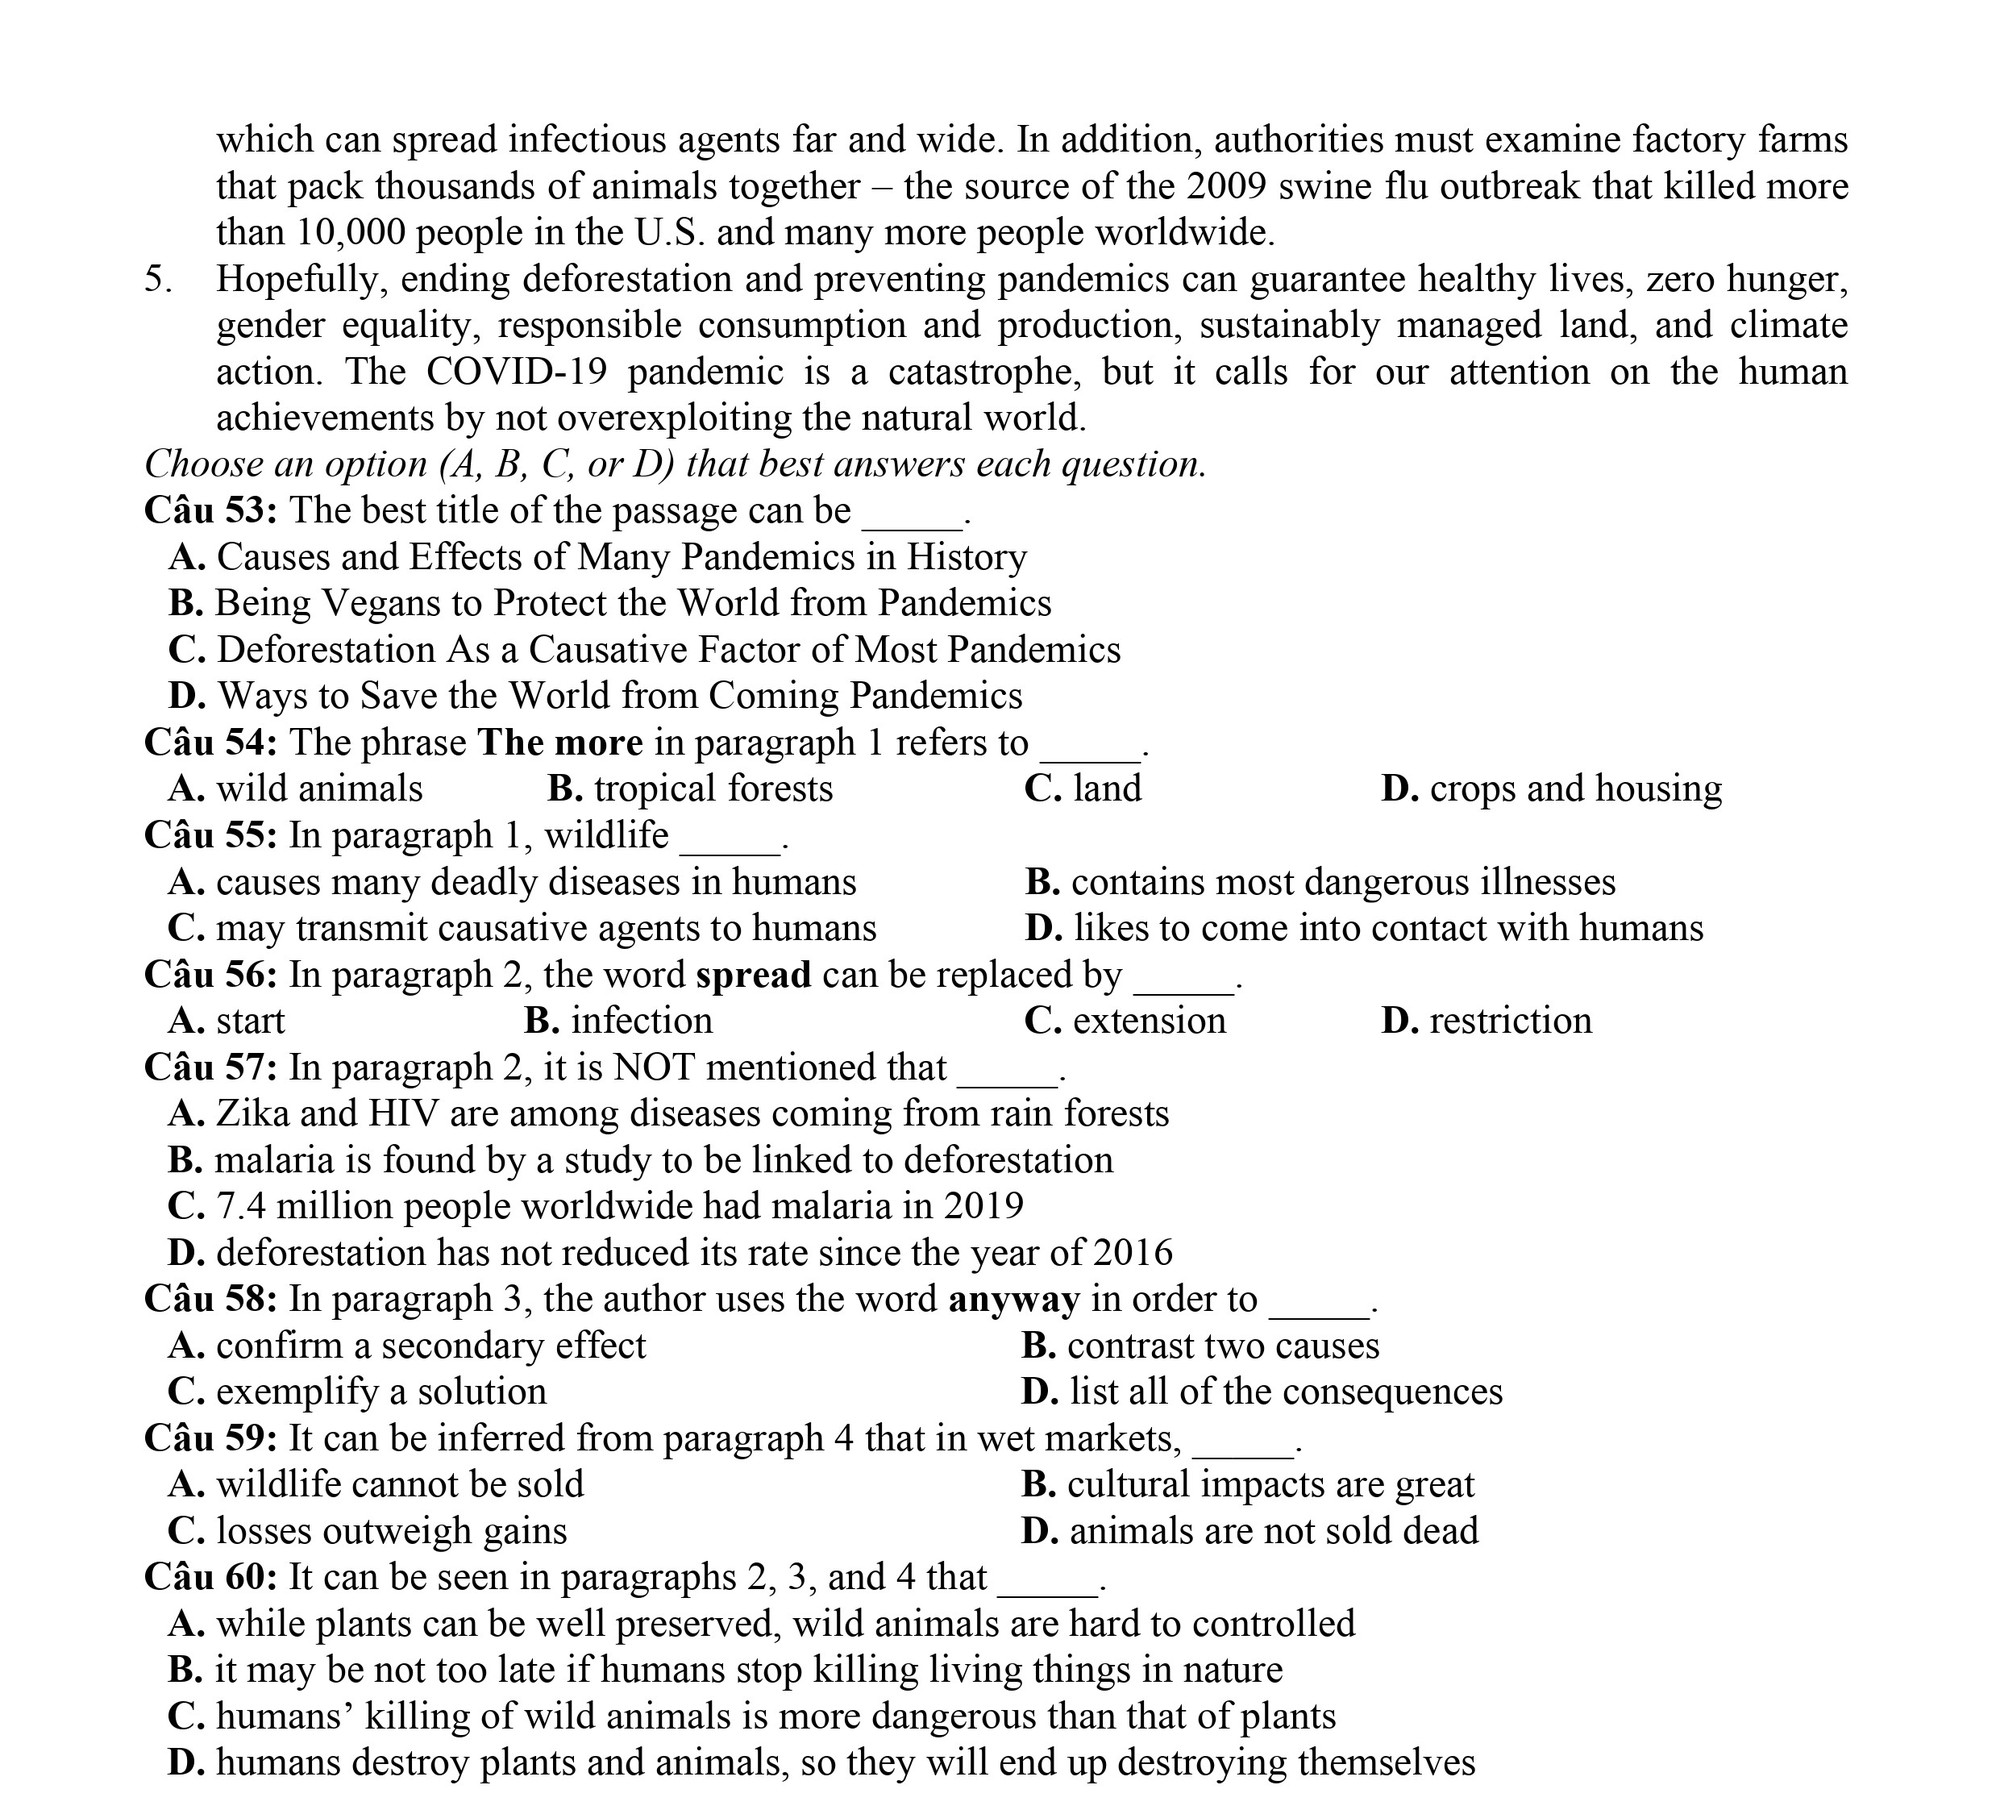 which can spread infectious agents far and wide. In addition, authorities must examine factory farms
that pack thousands of animals together – the source of the 2009 swine flu outbreak that killed more
than 10,000 people in the U.S. and many more people worldwide.
5. Hopefully, ending deforestation and preventing pandemics can guarantee healthy lives, zero hunger,
gender equality, responsible consumption and production, sustainably managed land, and climate
action. The COVID-19 pandemic is a catastrophe, but it calls for our attention on the human
achievements by not overexploiting the natural world.
Choose an option (A, B, C, or D) that best answers each question.
Câu 53: The best title of the passage can be _____.
A. Causes and Effects of Many Pandemics in History
B. Being Vegans to Protect the World from Pandemics
C. Deforestation As a Causative Factor of Most Pandemics
D. Ways to Save the World from Coming Pandemics
Câu 54: The phrase The more in paragraph 1 refers to _____.
A. wild animals B. tropical forests C. land D. crops and housing
Câu 55: In paragraph 1, wildlife _____.
A. causes many deadly diseases in humans B. contains most dangerous illnesses
C. may transmit causative agents to humans D. likes to come into contact with humans
Câu 56: In paragraph 2, the word spread can be replaced by _____.
A. start B. infection C. extension D. restriction
Câu 57: In paragraph 2, it is NOT mentioned that _____.
A. Zika and HIV are among diseases coming from rain forests
B. malaria is found by a study to be linked to deforestation
C. 7.4 million people worldwide had malaria in 2019
D. deforestation has not reduced its rate since the year of 2016
Câu 58: In paragraph 3, the author uses the word anyway in order to _____.
A. confirm a secondary effect B. contrast two causes
C. exemplify a solution D. list all of the consequences
Câu 59: It can be inferred from paragraph 4 that in wet markets, _____.
A. wildlife cannot be sold B. cultural impacts are great
C. losses outweigh gains D. animals are not sold dead
Câu 60: It can be seen in paragraphs 2, 3, and 4 that _____.
A. while plants can be well preserved, wild animals are hard to controlled
B. it may be not too late if humans stop killing living things in nature
C. humans’ killing of wild animals is more dangerous than that of plants
D. humans destroy plants and animals, so they will end up destroying themselves